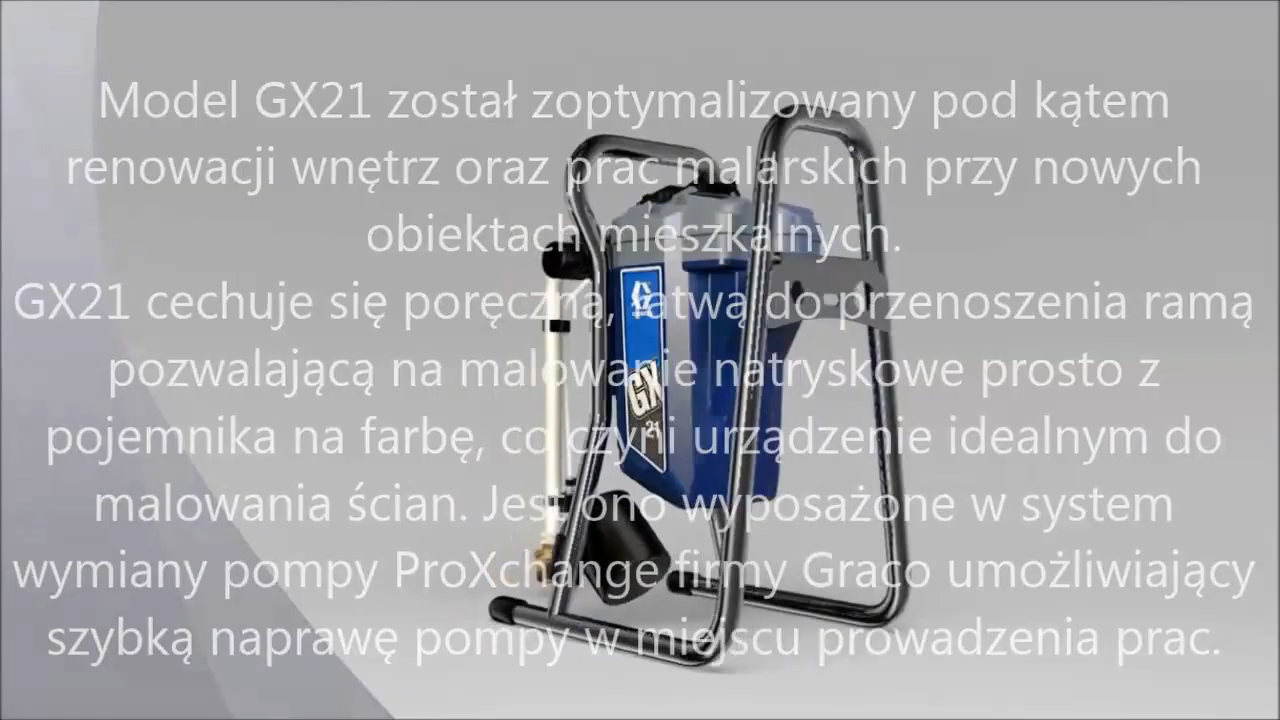 Model GX21 został zoptymalizowany pod kątem
renowacji wnętrz oraz prac malarskich przy nowych
obiektach mieszkalnych.
GX21 cechuje się poręczną, łatwą do przenoszenia ramą
pozwalającą na malowanie natryskowe prosto z
pojemnika na farbę, co czyni urządzenie idealnym do
malowania ścian. Jest ono wyposażone w system
wymiany pompy ProXchange firmy Graco umożliwiający
szybką naprawę pompy w miejscu prowadzenia prac.
G
GX
21